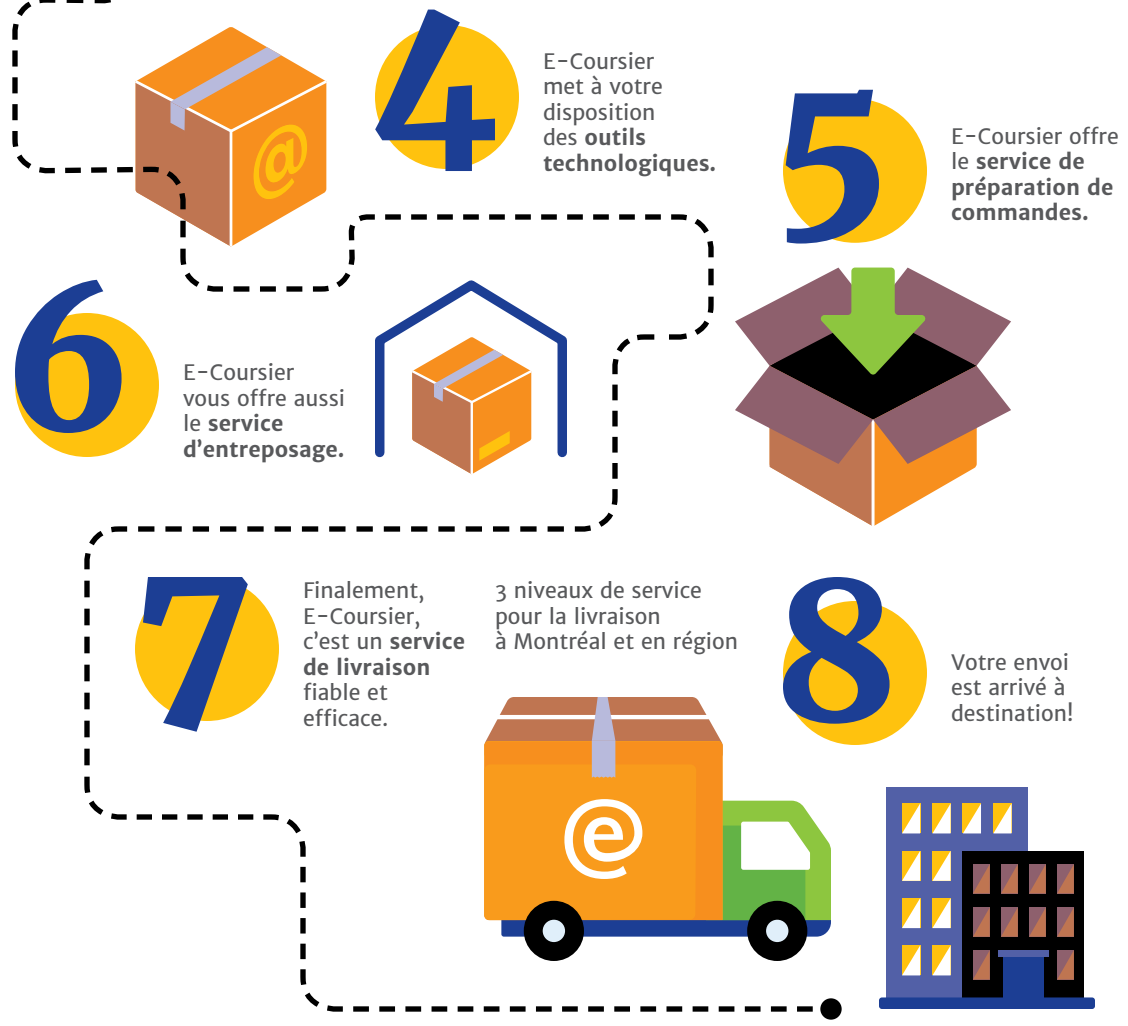 4
E-Coursier
met à votre
disposition
des outils
technologiques.
@
5
E-Coursier offre
le service de
préparation de
commandes.
6
E-Coursier
vous offre aussi
le service
d'entreposage.
7
Finalement,
E-Coursier,
c'est un service
de livraison
fiable et
efficace.
3 niveaux de service
pour la livraison
à Montréal et en région
e
8
Votre envoi
est arrivé à
destination!